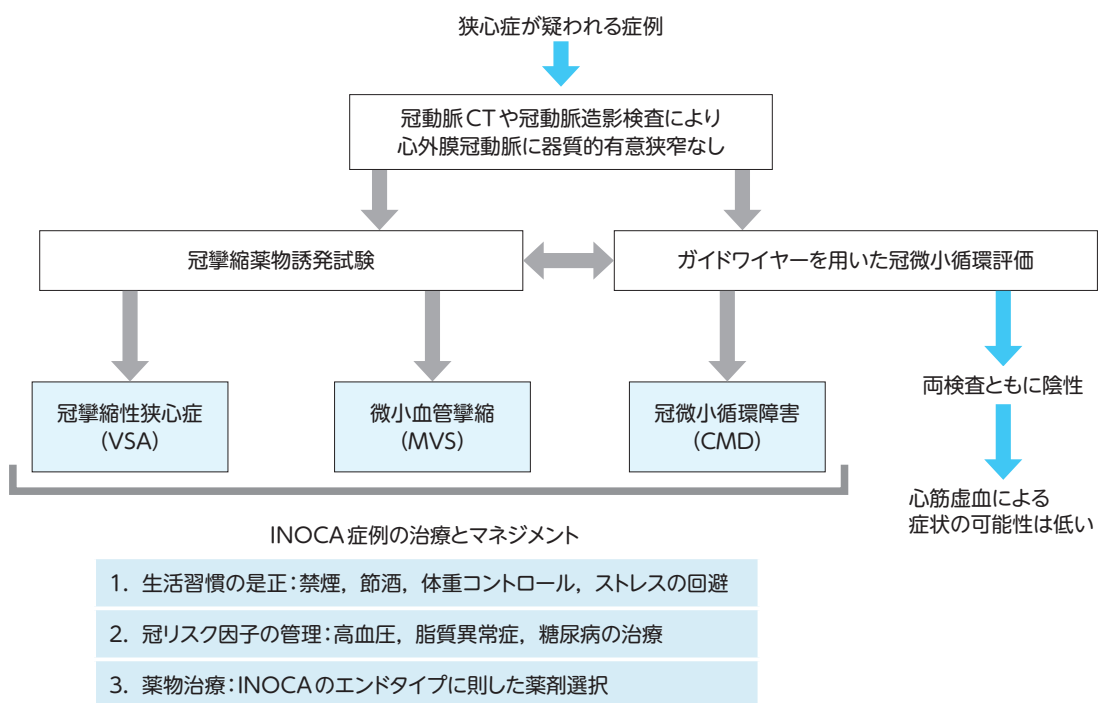 狭心症が疑われる症例
冠動脈CTや冠動脈造影検査により
心外膜冠動脈に器質的有意狭窄なし
冠攣縮薬物誘発試験
ガイドワイヤーを用いた冠微小循環評価
冠攣縮性狭心症
(VSA)
微小血管攣縮
(MVS)
冠微小循環障害
(CMD)
両検査ともに陰性
心筋虚血による
症状の可能性は低い
INOCA症例の治療とマネジメント
1. 生活習慣の是正：禁煙，節酒，体重コントロール，ストレスの回避
2. 冠リスク因子の管理：高血圧，脂質異常症，糖尿病の治療
3. 薬物治療：INOCAのエンドタイプに則した薬剤選択